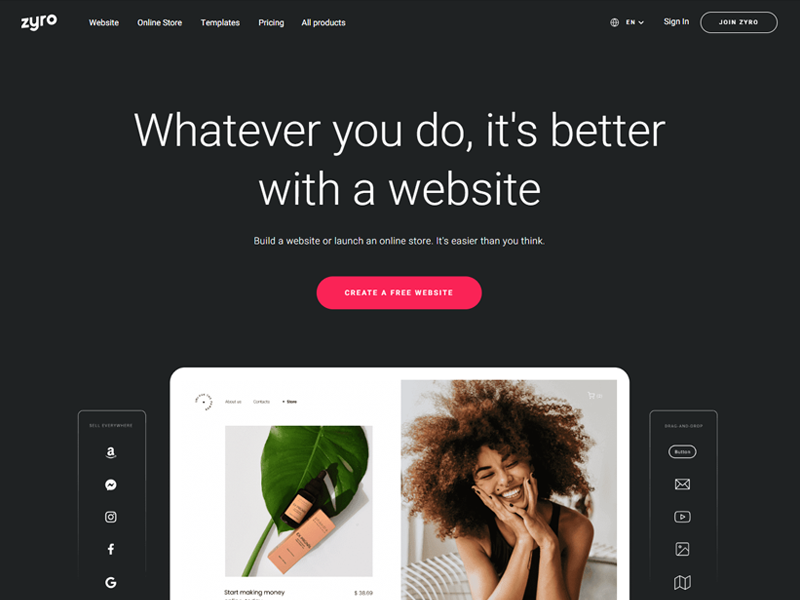 zyro
Website
Online Store
Templates
Pricing
All products
EN
Sign In
JOIN ZYRO
Whatever you do, it's better
with a website
Build a website or launch an online store. It's easier than you think.
CREATE A FREE WEBSITE
SELL EVERYWHERE
About us
Contacts
Store
Start making money
$ 38.69
DRAG-AND-DROP
Button